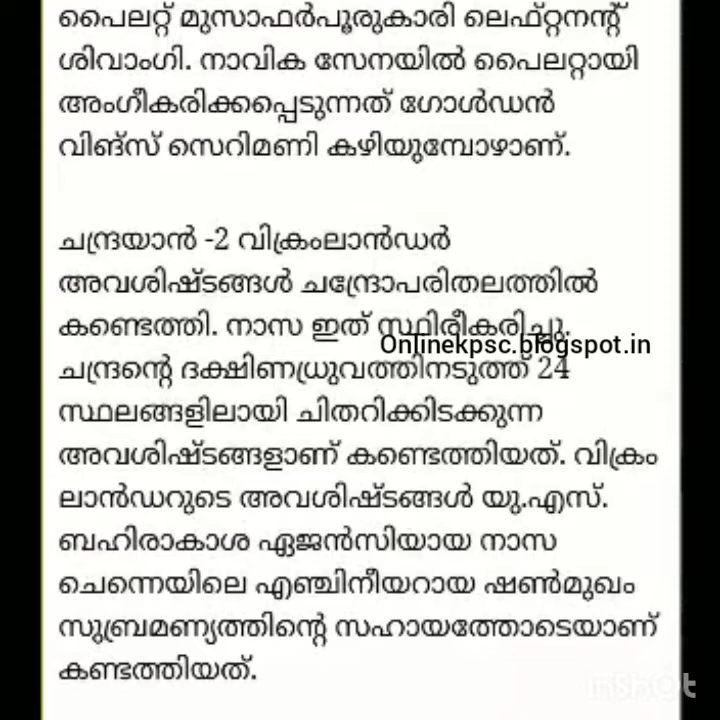 പൈലറ്റ് മുസാഫർപൂരുകാരി ലെഫ്റ്റനന്റ്
ശിവാംഗി. നാവിക സേനയിൽ പൈലറ്റായി
അംഗീകരിക്കപ്പെടുന്നത് ഗോൾഡൻ
വിങ്സ് സെറിമണി കഴിയുമ്പോഴാണ്.
ചന്ദ്രയാൻ -2 വിക്രംലാൻഡർ
അവശിഷ്ടങ്ങൾ ചന്ദ്രോപരിതലത്തിൽ
കണ്ടെത്തി. നാസ ഇത് സ്ഥിരീകരിച്ചു.
Onlinekpsc.blogspot.in
ചന്ദ്രന്റെ ദക്ഷിണധ്രുവത്തിനടുത്ത് 24
സ്ഥലങ്ങളിലായി ചിതറിക്കിടക്കുന്ന
അവശിഷ്ടങ്ങളാണ് കണ്ടെത്തിയത്. വിക്രം
ലാൻഡറുടെ അവശിഷ്ടങ്ങൾ യു.എസ്.
ബഹിരാകാശ ഏജൻസിയായ നാസ
ചെന്നെയിലെ എഞ്ചിനീയറായ ഷൺമുഖം
സുബ്രമണ്യത്തിന്റെ സഹായത്തോടെയാണ്
കണ്ടത്തിയത്.